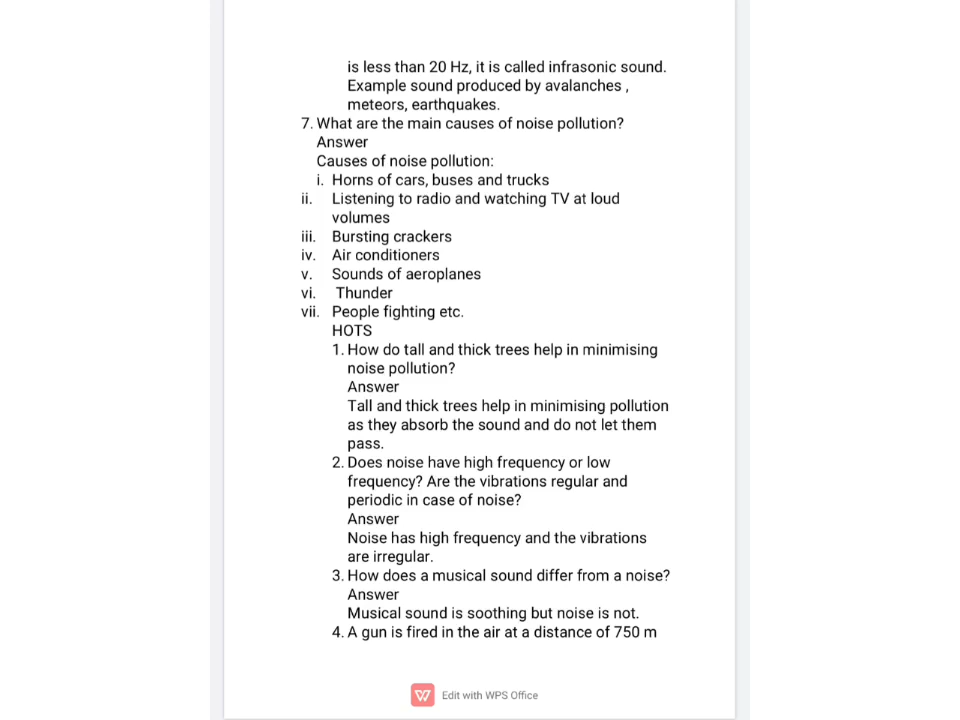 is less than 20 Hz, it is called infrasonic sound.
Example sound produced by avalanches ,
meteors, earthquakes.
7. What are the main causes of noise pollution?
Answer
Causes of noise pollution:
i. Horns of cars, buses and trucks
ii. Listening to radio and watching TV at loud
volumes
iii. Bursting crackers
iv. Air conditioners
v. Sounds of aeroplanes
vi. Thunder
vii. People fighting etc.
HOTS
1. How do tall and thick trees help in minimising
noise pollution?
Answer
Tall and thick trees help in minimising pollution
as they absorb the sound and do not let them
pass.
2. Does noise have high frequency or low
frequency? Are the vibrations regular and
periodic in case of noise?
Answer
Noise has high frequency and the vibrations
are irregular.
3. How does a musical sound differ from a noise?
Answer
Musical sound is soothing but noise is not.
4. A gun is fired in the air at a distance of 750 m
Edit with WPS Office